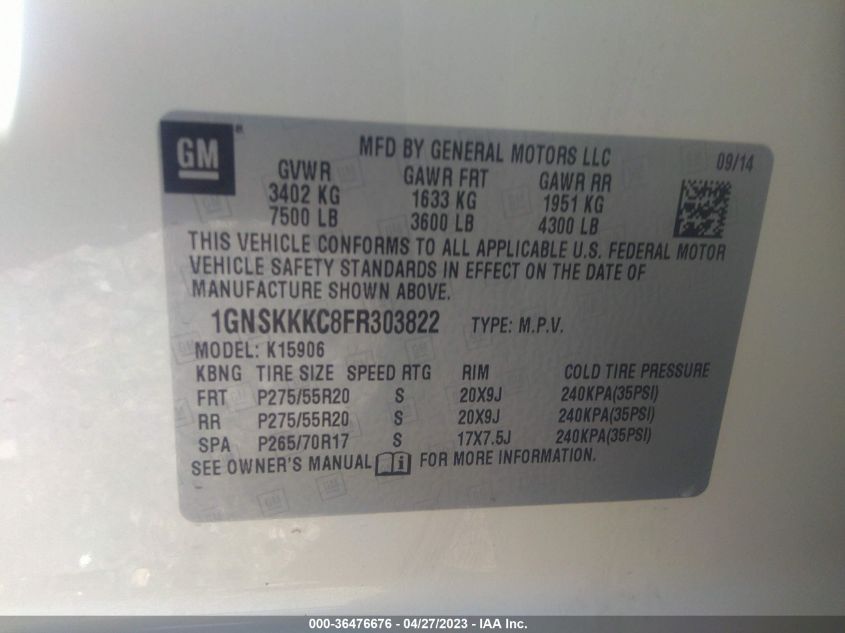 GM
MFD BY GENERAL MOTORS LLC 09/14
GVWR GAWR FRT GAWR RR
3402 KG 1633 KG 1951 KG
7500 LB 3600 LB 4300 LB
THIS VEHICLE CONFORMS TO ALL APPLICABLE U.S. FEDERAL MOTOR
VEHICLE SAFETY STANDARDS IN EFFECT ON THE DATE OF
MANUFACTURE SHOWN ABOVE.
1GNSKKKC8FR303822 TYPE: M.P.V.
MODEL: K15906
KBNG TIRE SIZE SPEED RTG RIM COLD TIRE PRESSURE
FRT P275/55R20 S 20X9J 240KPA(35PSI)
RR P275/55R20 S 20X9J 240KPA(35PSI)
SPA P265/70R17 S 17X7.5J 240KPA(35PSI)
SEE OWNER'S MANUAL FOR MORE INFORMATION.
000-36476676 - 04/27/2023 - IAA Inc.